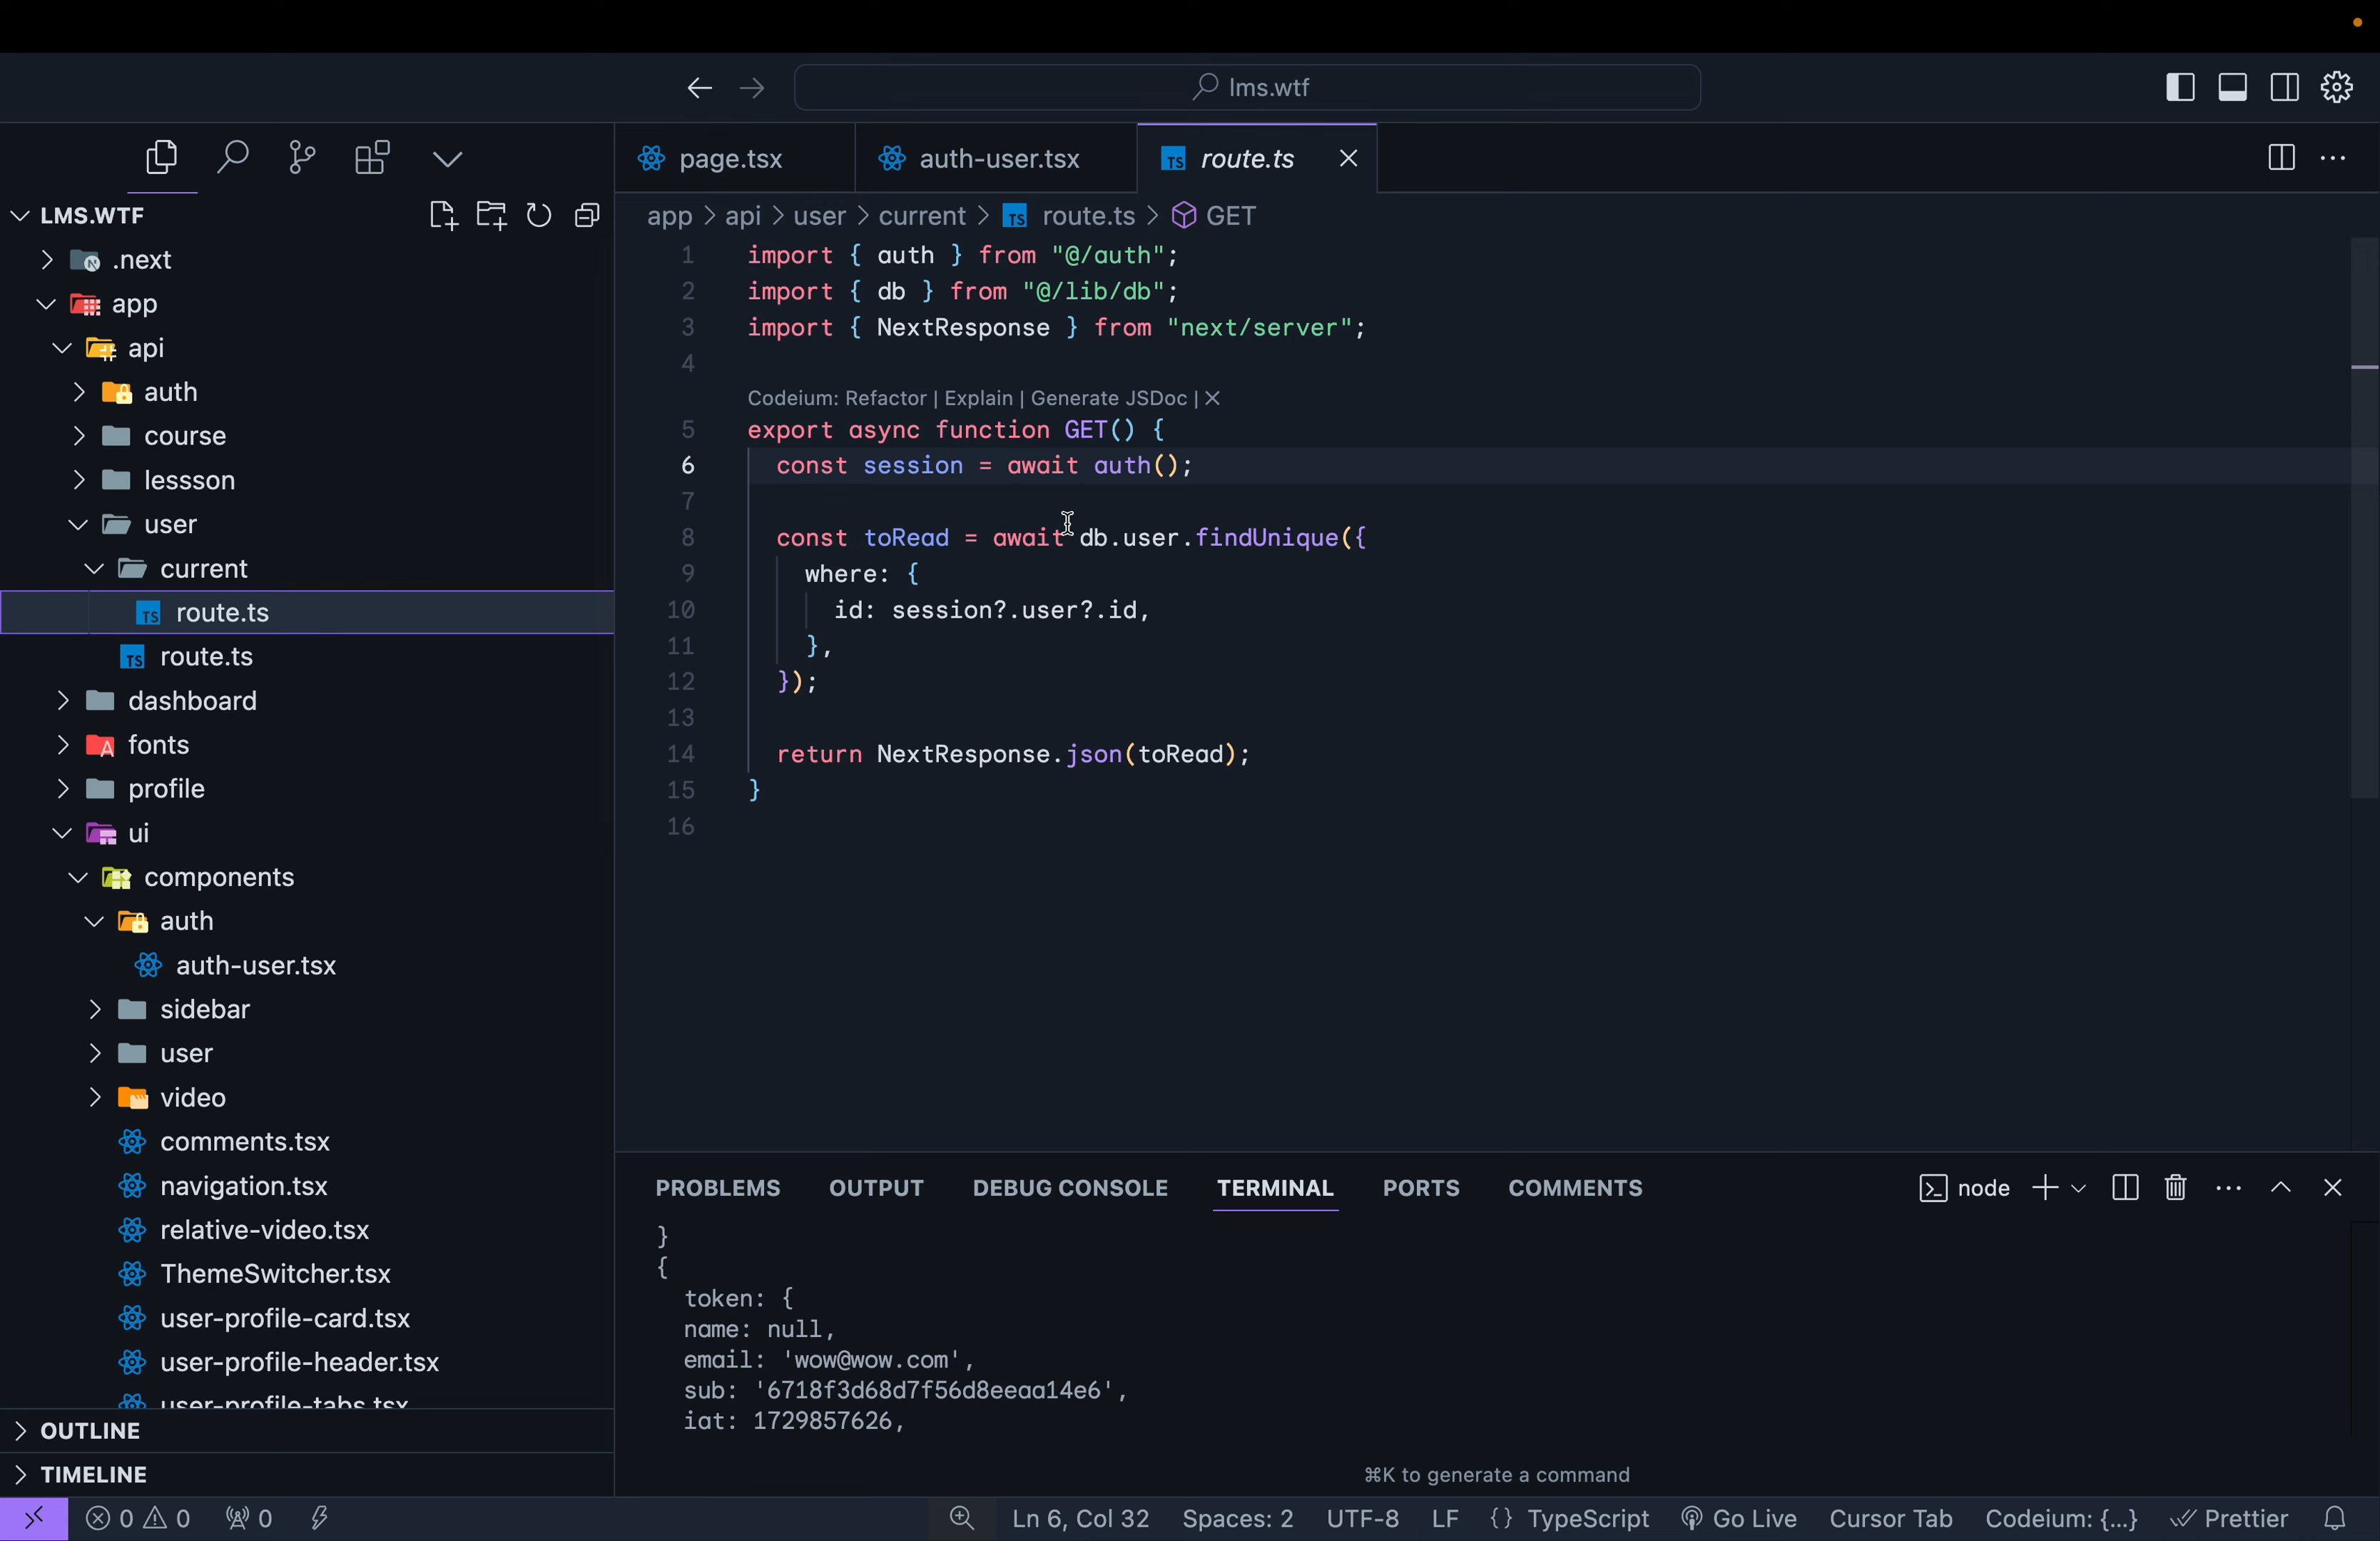 lms.wtf
page.tsx
auth-user.tsx
route.ts
LMS.WTF
.next
app
api
auth
course
lessson
user
current
route.ts
route.ts
dashboard
fonts
profile
ui
components
auth
auth-user.tsx
sidebar
user
video
comments.tsx
navigation.tsx
relative-video.tsx
ThemeSwitcher.tsx
user-profile-card.tsx
user-profile-header.tsx
user-profile-tabs.tsx
OUTLINE
TIMELINE
app > api > user > current > TS route.ts > GET
1 import { auth } from "@/auth";
2 import { db } from "@/lib/db";
3 import { NextResponse } from "next/server";
4
Codeium: Refactor | Explain | Generate JSDoc | ×
5 export async function GET() {
6 const session = await auth();
7
8 const toRead = await db.user.findUnique({
9 where: {
10 id: session?.user?.id,
11 },
12 });
13
14 return NextResponse.json(toRead);
15 }
16
PROBLEMS OUTPUT DEBUG CONSOLE TERMINAL PORTS COMMENTS
node
}
{
token: {
name: null,
email: 'wow@wow.com',
sub: '6718f3d68d7f56d8eeaa14e6',
iat: 1729857626,
⌘K to generate a command
0 0 0
Ln 6, Col 32 Spaces: 2 UTF-8 LF {} TypeScript Go Live Cursor Tab Codeium: {...} Prettier